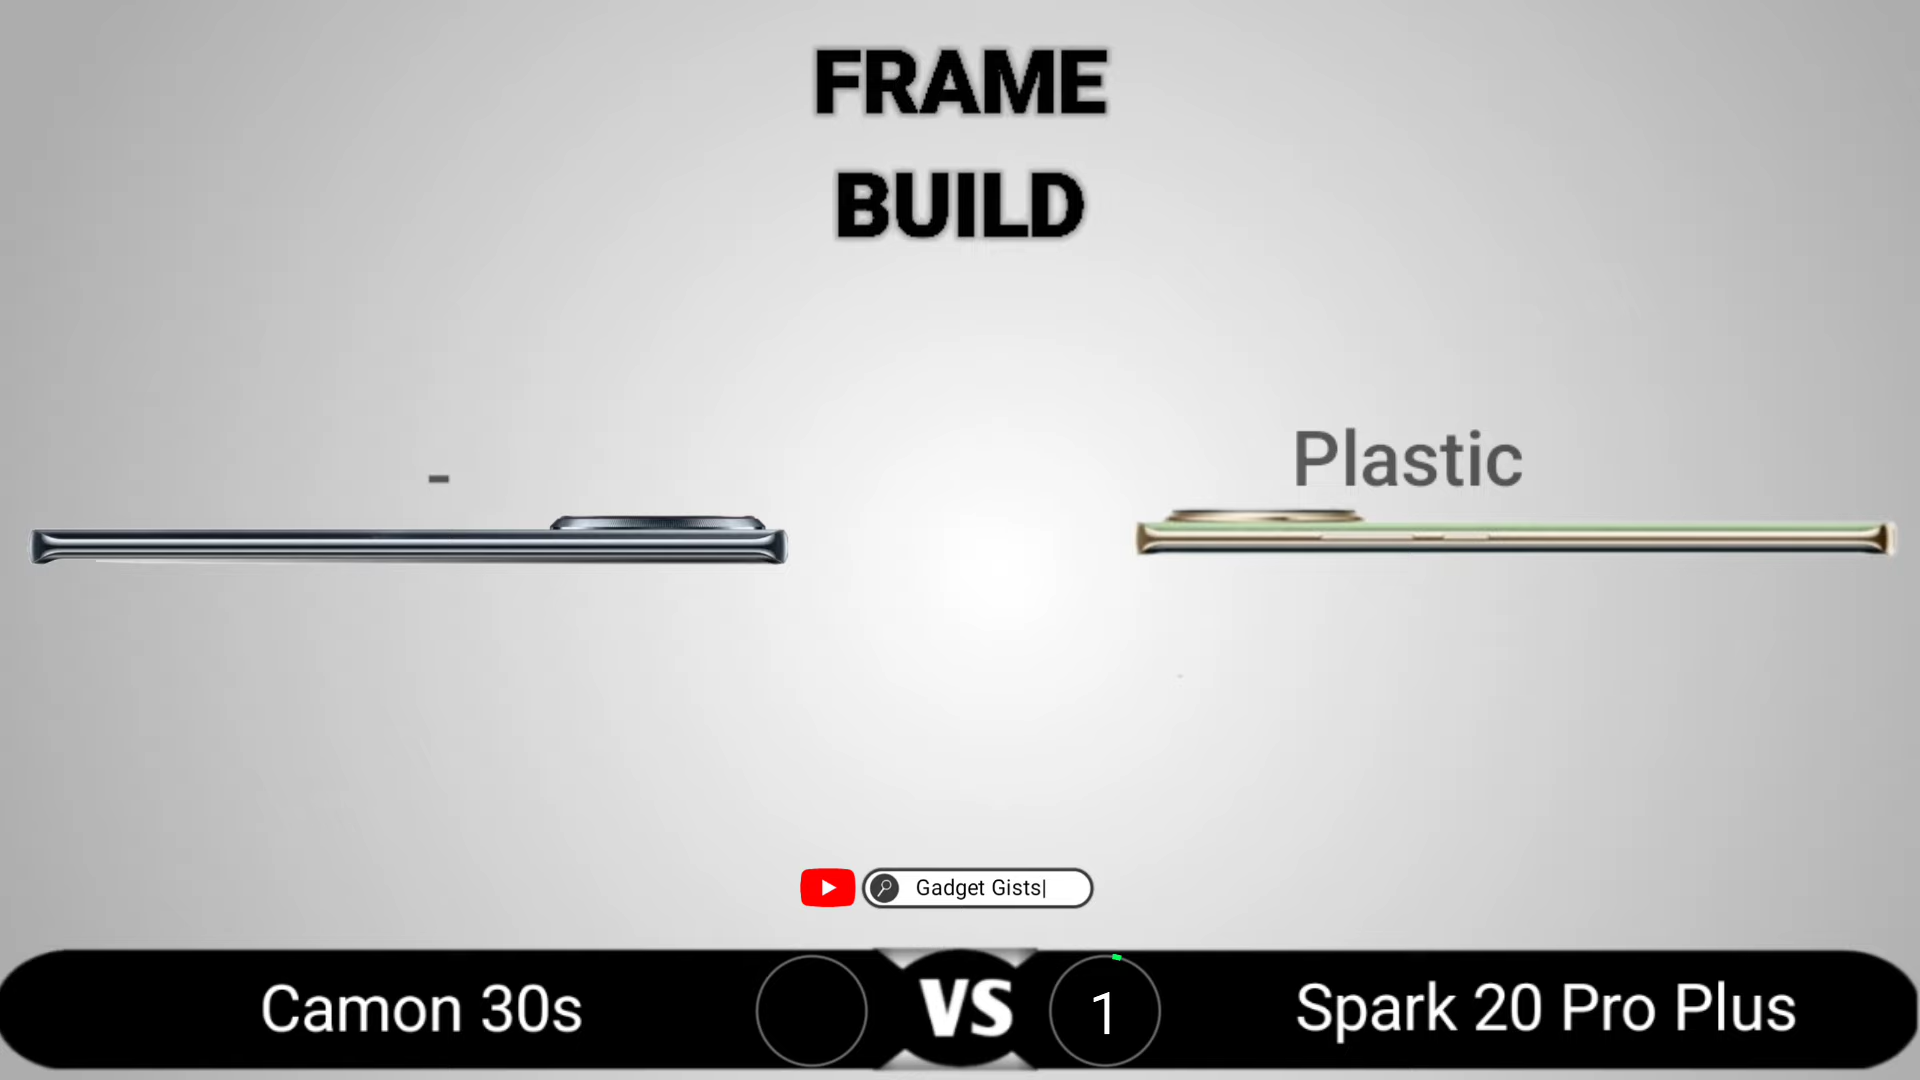 FRAME
BUILD
-
Plastic
Gadget Gists|
Camon 30s
VS
1
Spark 20 Pro Plus